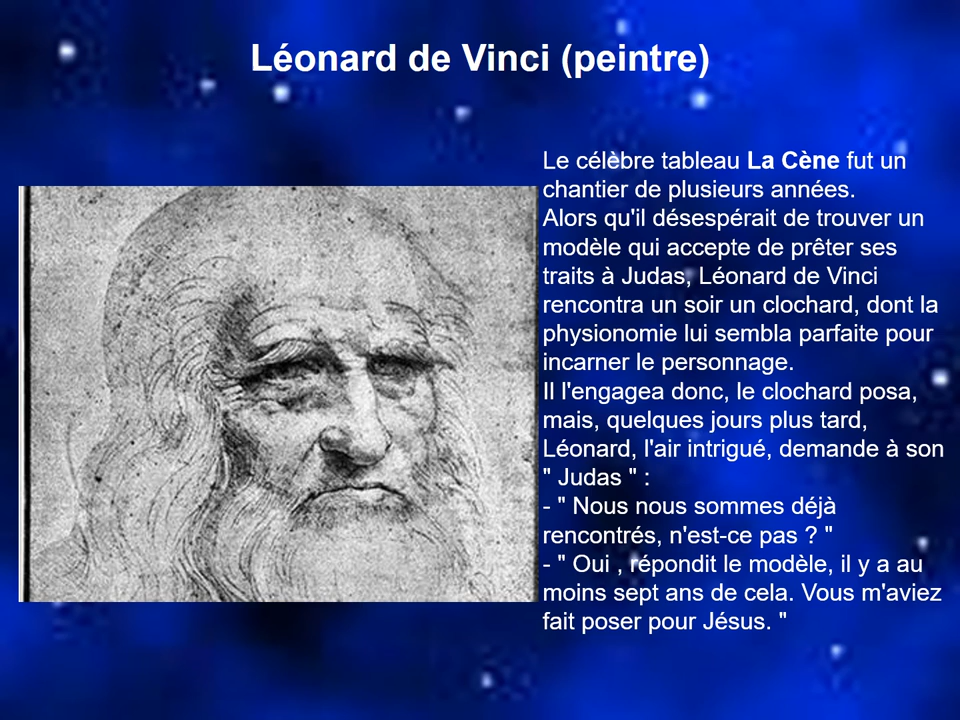 Léonard de Vinci (peintre)
Le célèbre tableau La Cène fut un
chantier de plusieurs années.
Alors qu'il désespérait de trouver un
modèle qui accepte de prêter ses
traits à Judas, Léonard de Vinci
rencontra un soir un clochard, dont la
physionomie lui sembla parfaite pour
incarner le personnage.
Il l'engagea donc, le clochard posa,
mais, quelques jours plus tard,
Léonard, l'air intrigué, demande à son
" Judas " :
- " Nous nous sommes déjà
rencontrés, n'est-ce pas ? "
- " Oui , répondit le modèle, il y a au
moins sept ans de cela. Vous m'aviez
fait poser pour Jésus. "